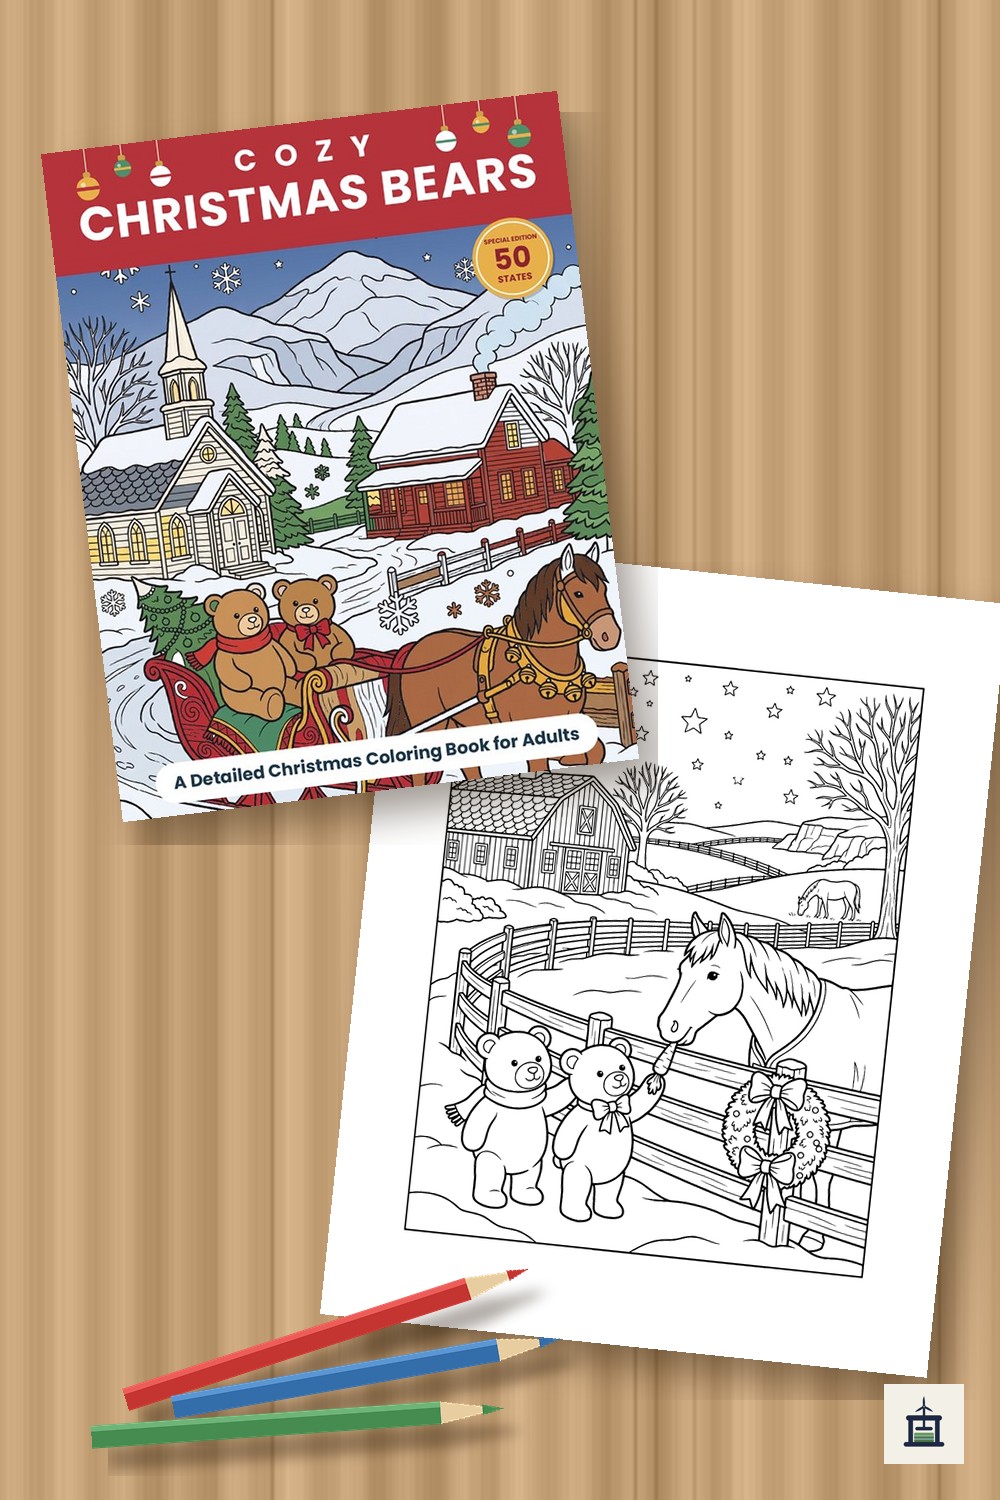 COZY
CHRISTMAS BEARS
SPECIAL EDITION
50
STATES
A Detailed Christmas Coloring Book for Adults